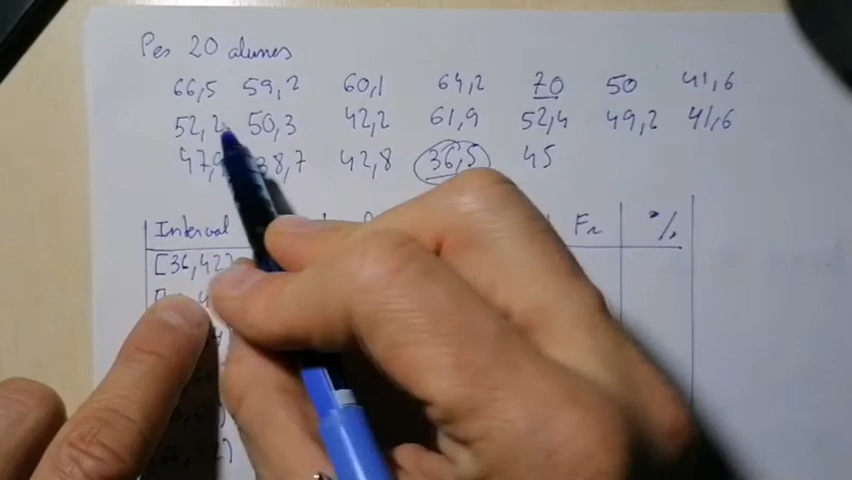 Pes 20 alumnes
66,5 59,2 60,1 64,2 70 50 41,6
52,2 50,3 42,2 61,9 52,4 49,2 41,6
47,9 38,7 42,8 36,5 45
Interval Fr %
[36,42)